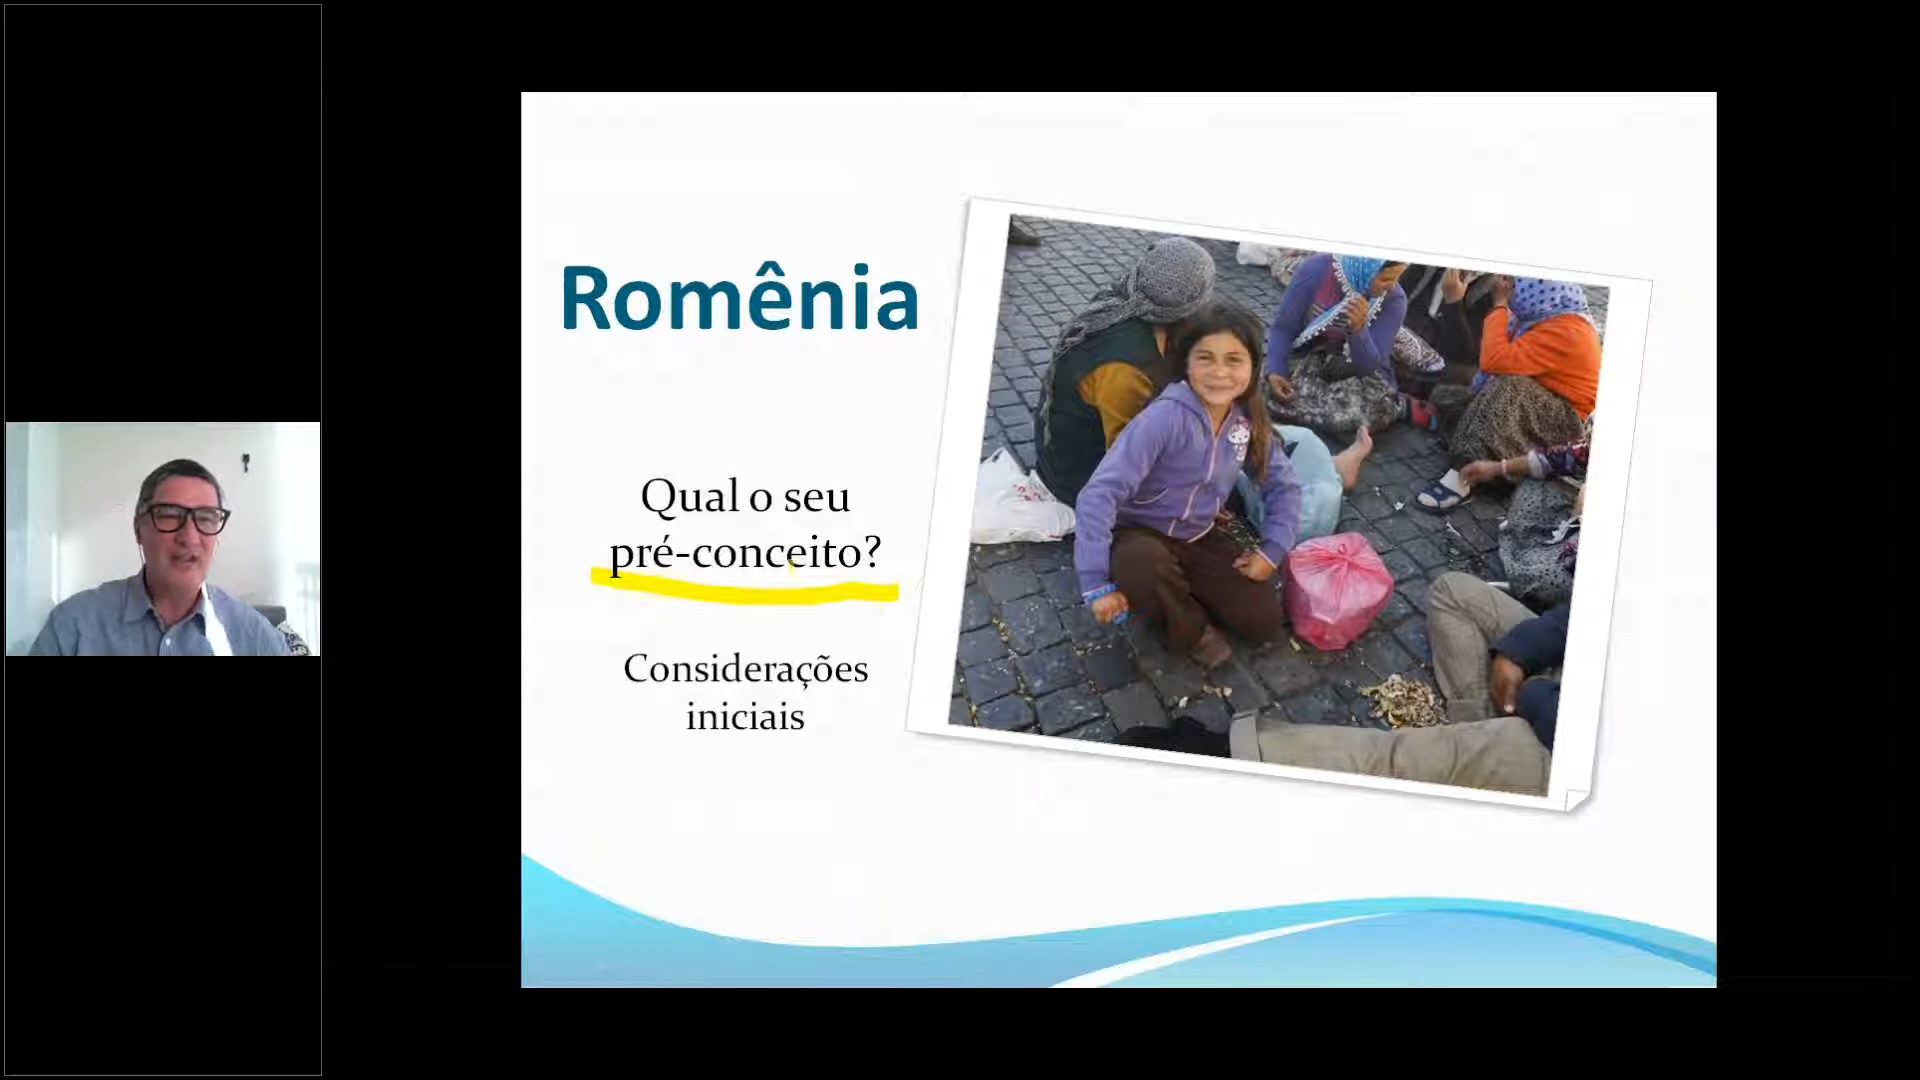 Romênia
Qual o seu
pré-conceito?
Considerações
iniciais